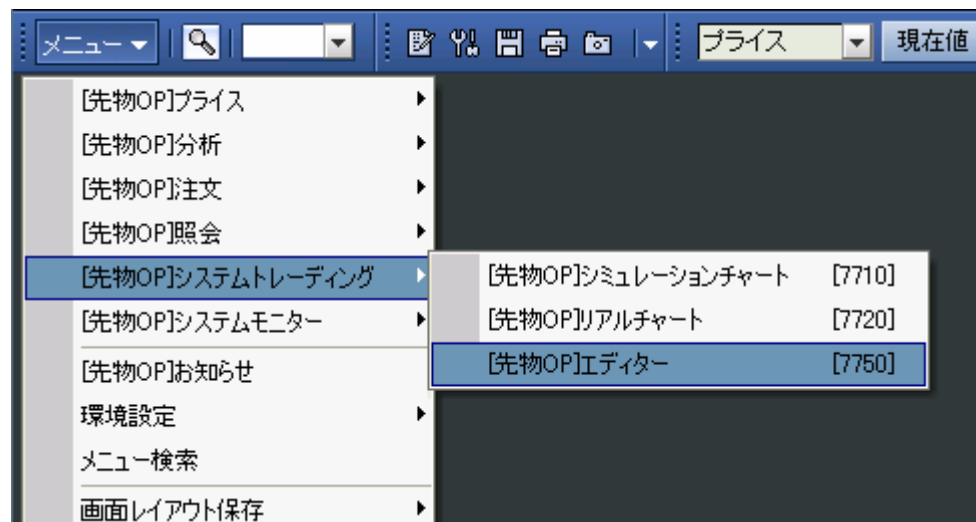 メニュー
プライス 現在値
[先物OP]プライス
[先物OP]分析
[先物OP]注文
[先物OP]照会
[先物OP]システムトレーディング
[先物OP]シミュレーションチャート [7710]
[先物OP]システムモニター
[先物OP]リアルチャート [7720]
[先物OP]お知らせ
[先物OP]エディター [7750]
環境設定
メニュー検索
画面レイアウト保存